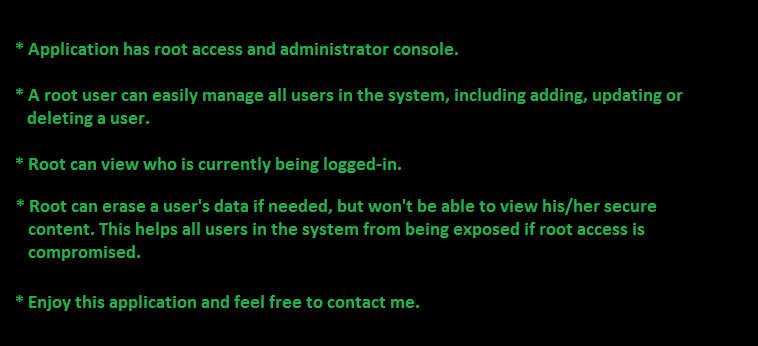 * Application has root access and administrator console.
* A root user can easily manage all users in the system, including adding, updating or
deleting a user.
* Root can view who is currently being logged-in.
* Root can erase a user's data if needed, but won't be able to view his/her secure
content. This helps all users in the system from being exposed if root access is
compromised.
* Enjoy this application and feel free to contact me.